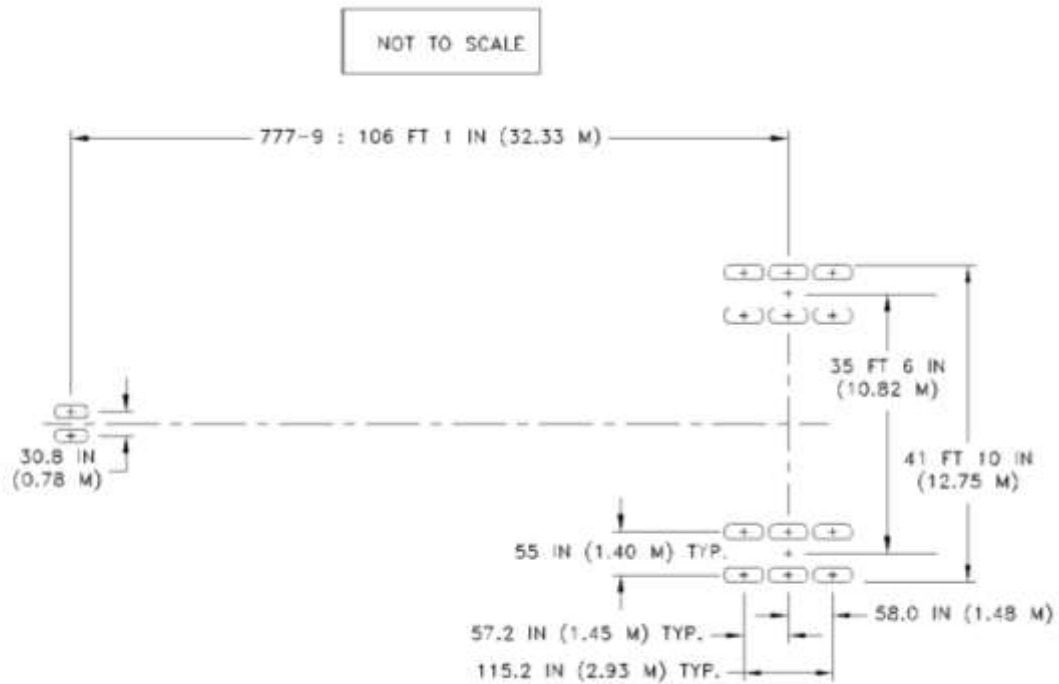 NOT TO SCALE
777-9 : 106 FT 1 IN (32.33 M)
35 FT 6 IN
(10.82 M)
30.8 IN
(0.78 M)
41 FT 10 IN
(12.75 M)
55 IN (1.40 M) TYP.
58.0 IN (1.48 M)
57.2 IN (1.45 M) TYP.
115.2 IN (2.93 M) TYP.